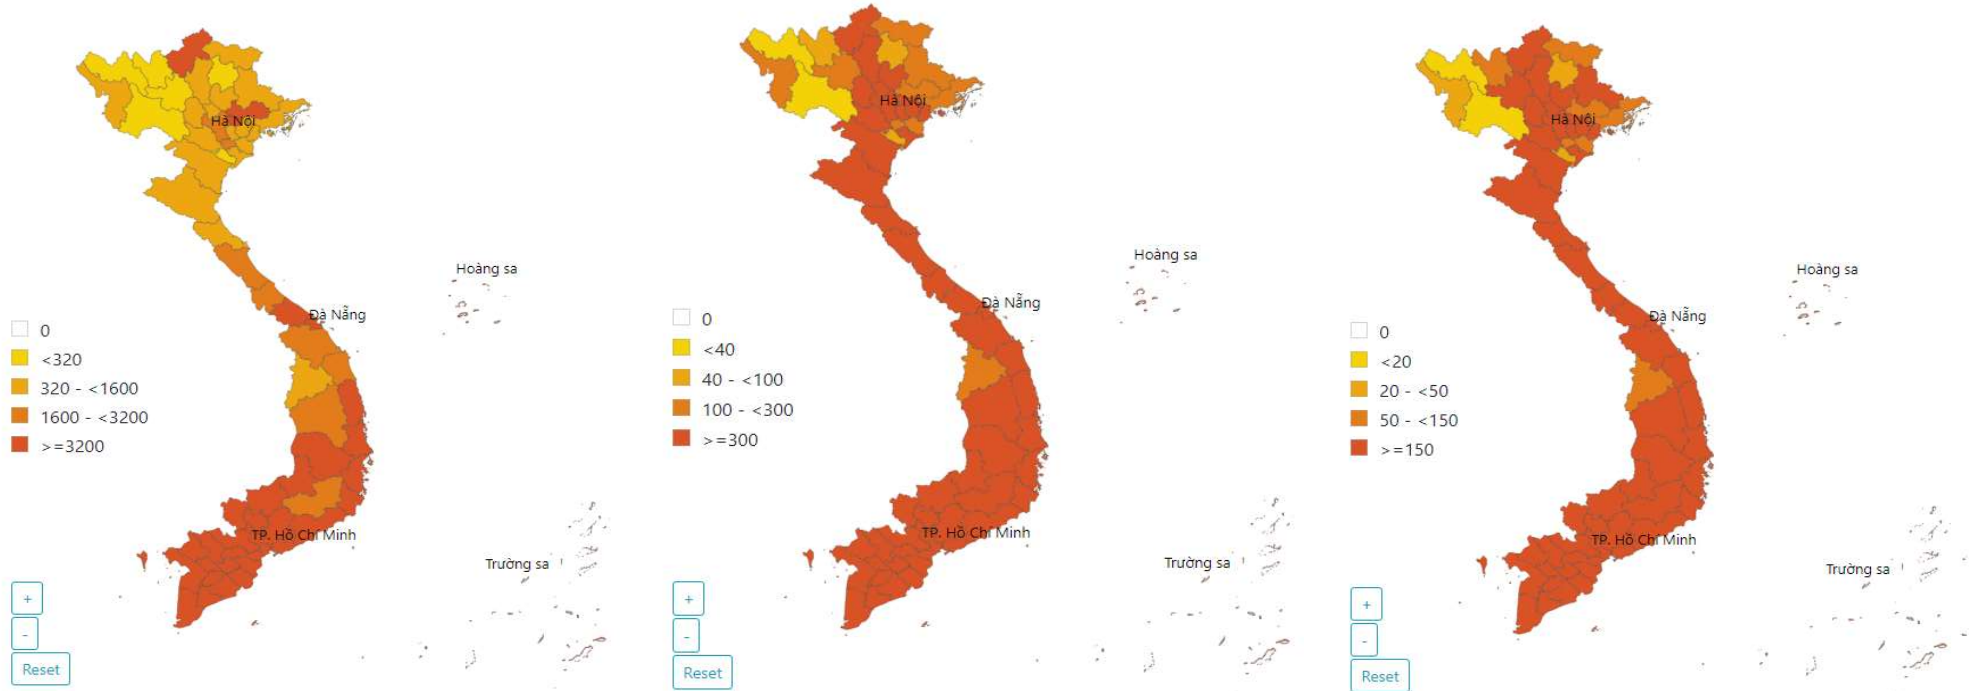 Hà Nội
Hoàng sa
Đà Nẵng
0
<320
320 - <1600
1600 - <3200
>=3200
TP. Hồ Chí Minh
Trường sa
+
-
Reset
Hà Nội
Hoàng sa
Đà Nẵng
0
<40
40 - <100
100 - <300
>=300
TP. Hồ Chí Minh
Trường sa
+
-
Reset
Hà Nội
Hoàng sa
Đà Nẵng
0
<20
20 - <50
50 - <150
>=150
TP. Hồ Chí Minh
Trường sa
+
-
Reset